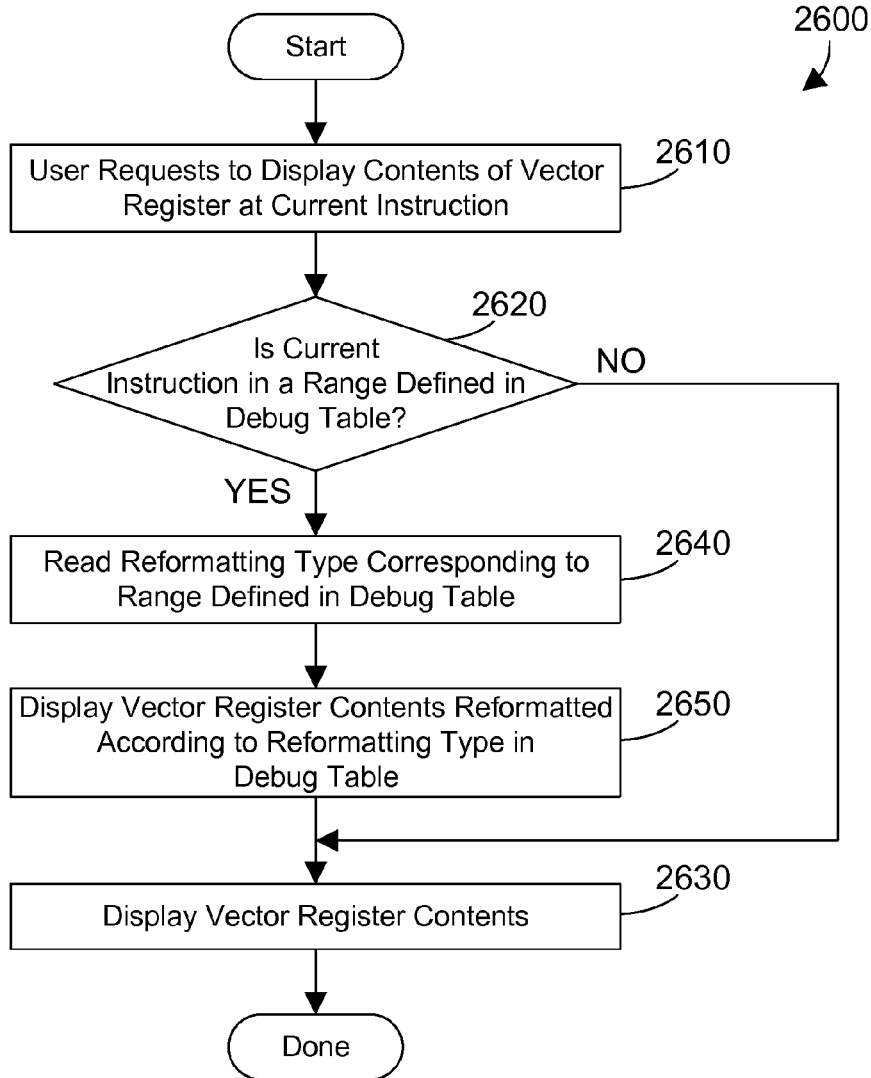 2600
Start
2610
User Requests to Display Contents of Vector
Register at Current Instruction
2620
Is Current
Instruction in a Range Defined in
Debug Table?
NO
YES
2640
Read Reformatting Type Corresponding to
Range Defined in Debug Table
2650
Display Vector Register Contents Reformatted
According to Reformatting Type in
Debug Table
2630
Display Vector Register Contents
Done